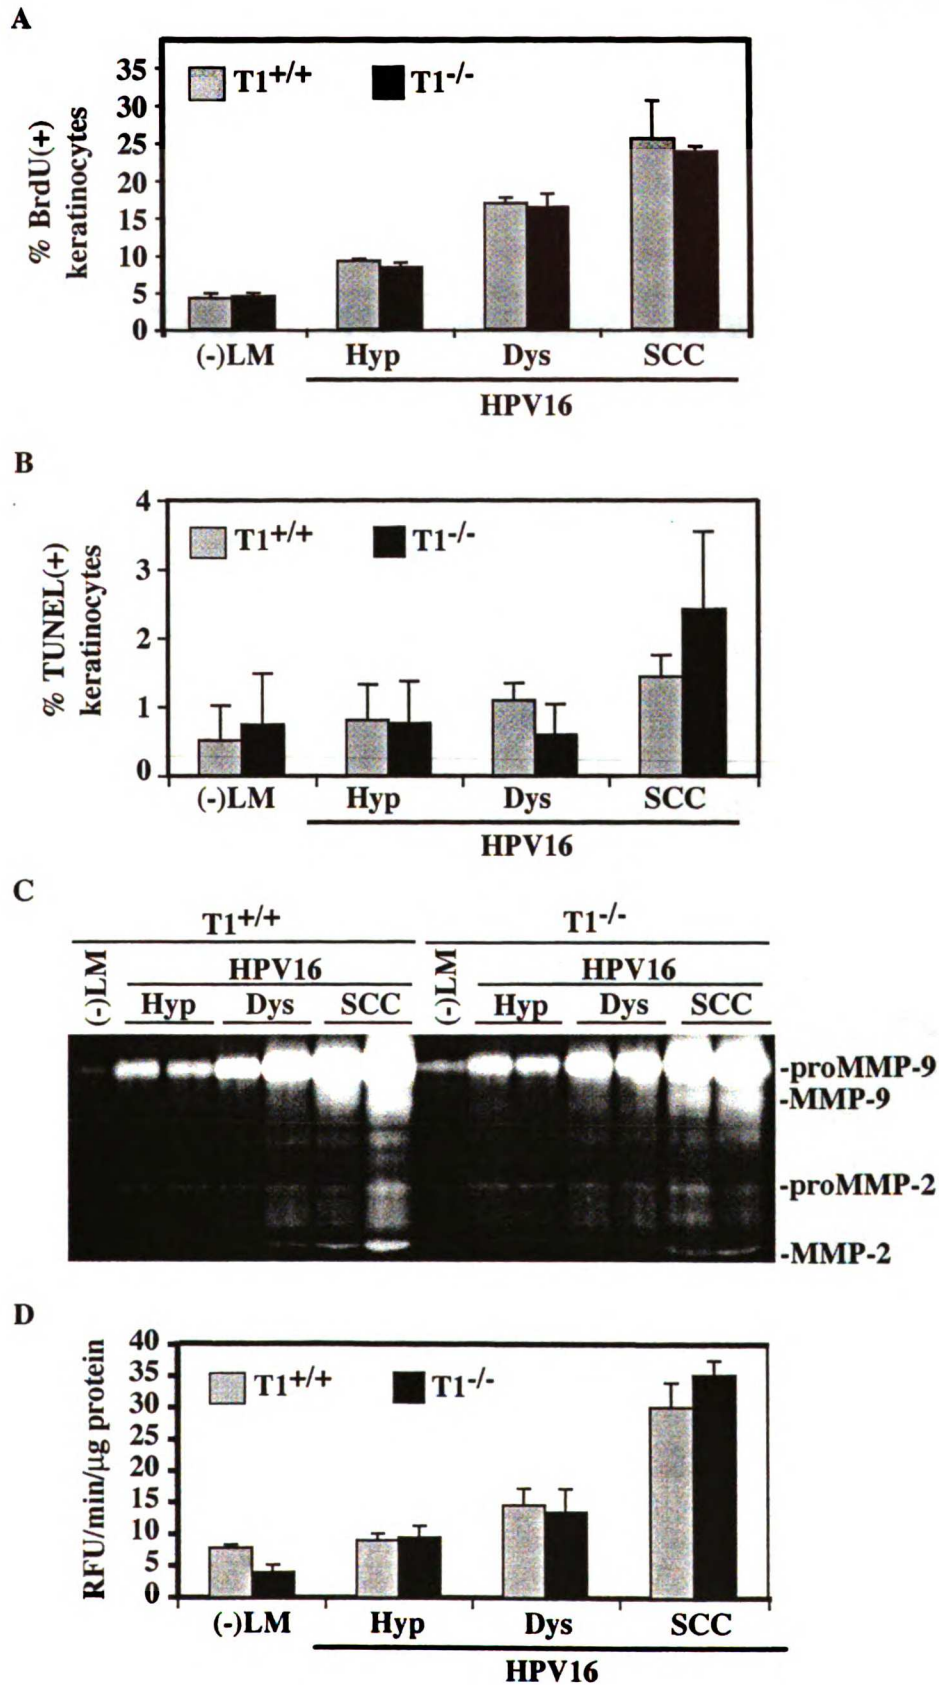 A
% BrdU(+)
keratinocytes
35
30
25
20
15
10
5
0
T1+/+ T1-/-
(-)LM Hyp Dys SCC
HPV16
B
% TUNEL(+)
keratinocytes
4
3
2
1
0
T1+/+ T1-/-
(-)LM Hyp Dys SCC
HPV16
C
T1+/+ T1-/-
(-)LM HPV16 (-)LM HPV16
Hyp Dys SCC Hyp Dys SCC
-proMMP-9
-MMP-9
-proMMP-2
-MMP-2
D
RFU/min/µg protein
40
35
30
25
20
15
10
5
0
T1+/+ T1-/-
(-)LM Hyp Dys SCC
HPV16